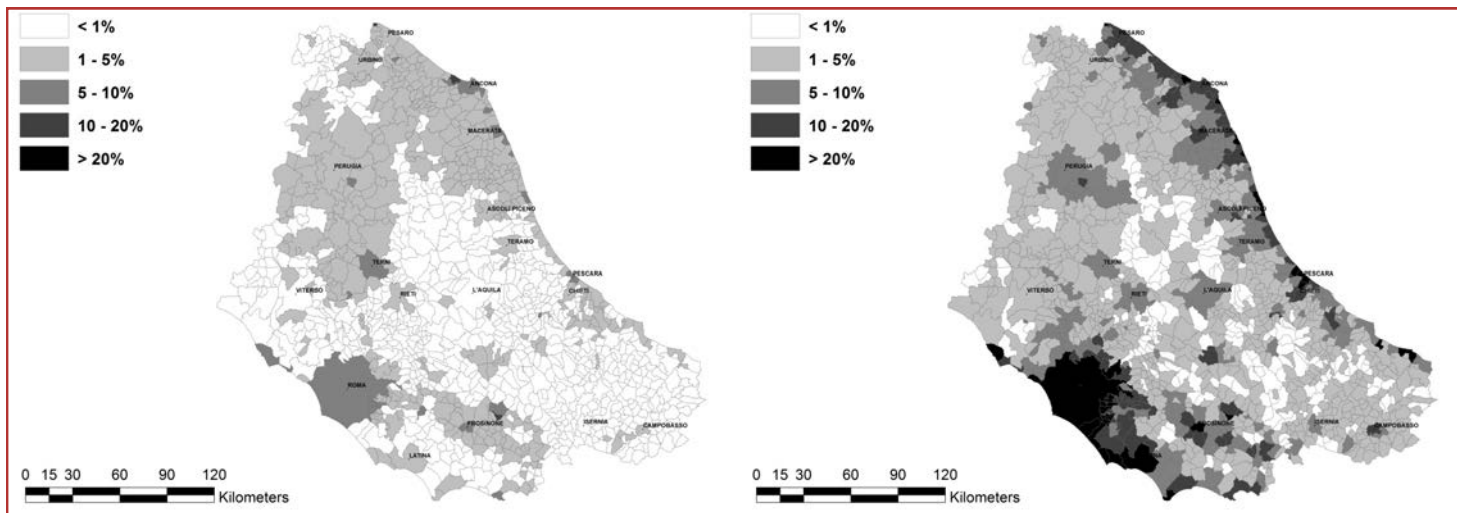 < 1%
1 - 5%
5 - 10%
10 - 20%
> 20%
PESARO
URBINO
ANCONA
MACERATA
PERUGIA
ASCOLI PICENO
TERAMO
TERNI
PESCARA
CHIETI
VITERBO
RIETI
L'AQUILA
ROMA
FROSINONE
ISERNIA
CAMPOBASSO
LATINA
0 15 30 60 90 120
Kilometers
< 1%
1 - 5%
5 - 10%
10 - 20%
> 20%
PESARO
URBINO
ANCONA
MACERATA
PERUGIA
ASCOLI PICENO
TERAMO
TERNI
PESCARA
VITERBO
RIETI
L'AQUILA
ISERNIA
CAMPOBASSO
0 15 30 60 90 120
Kilometers